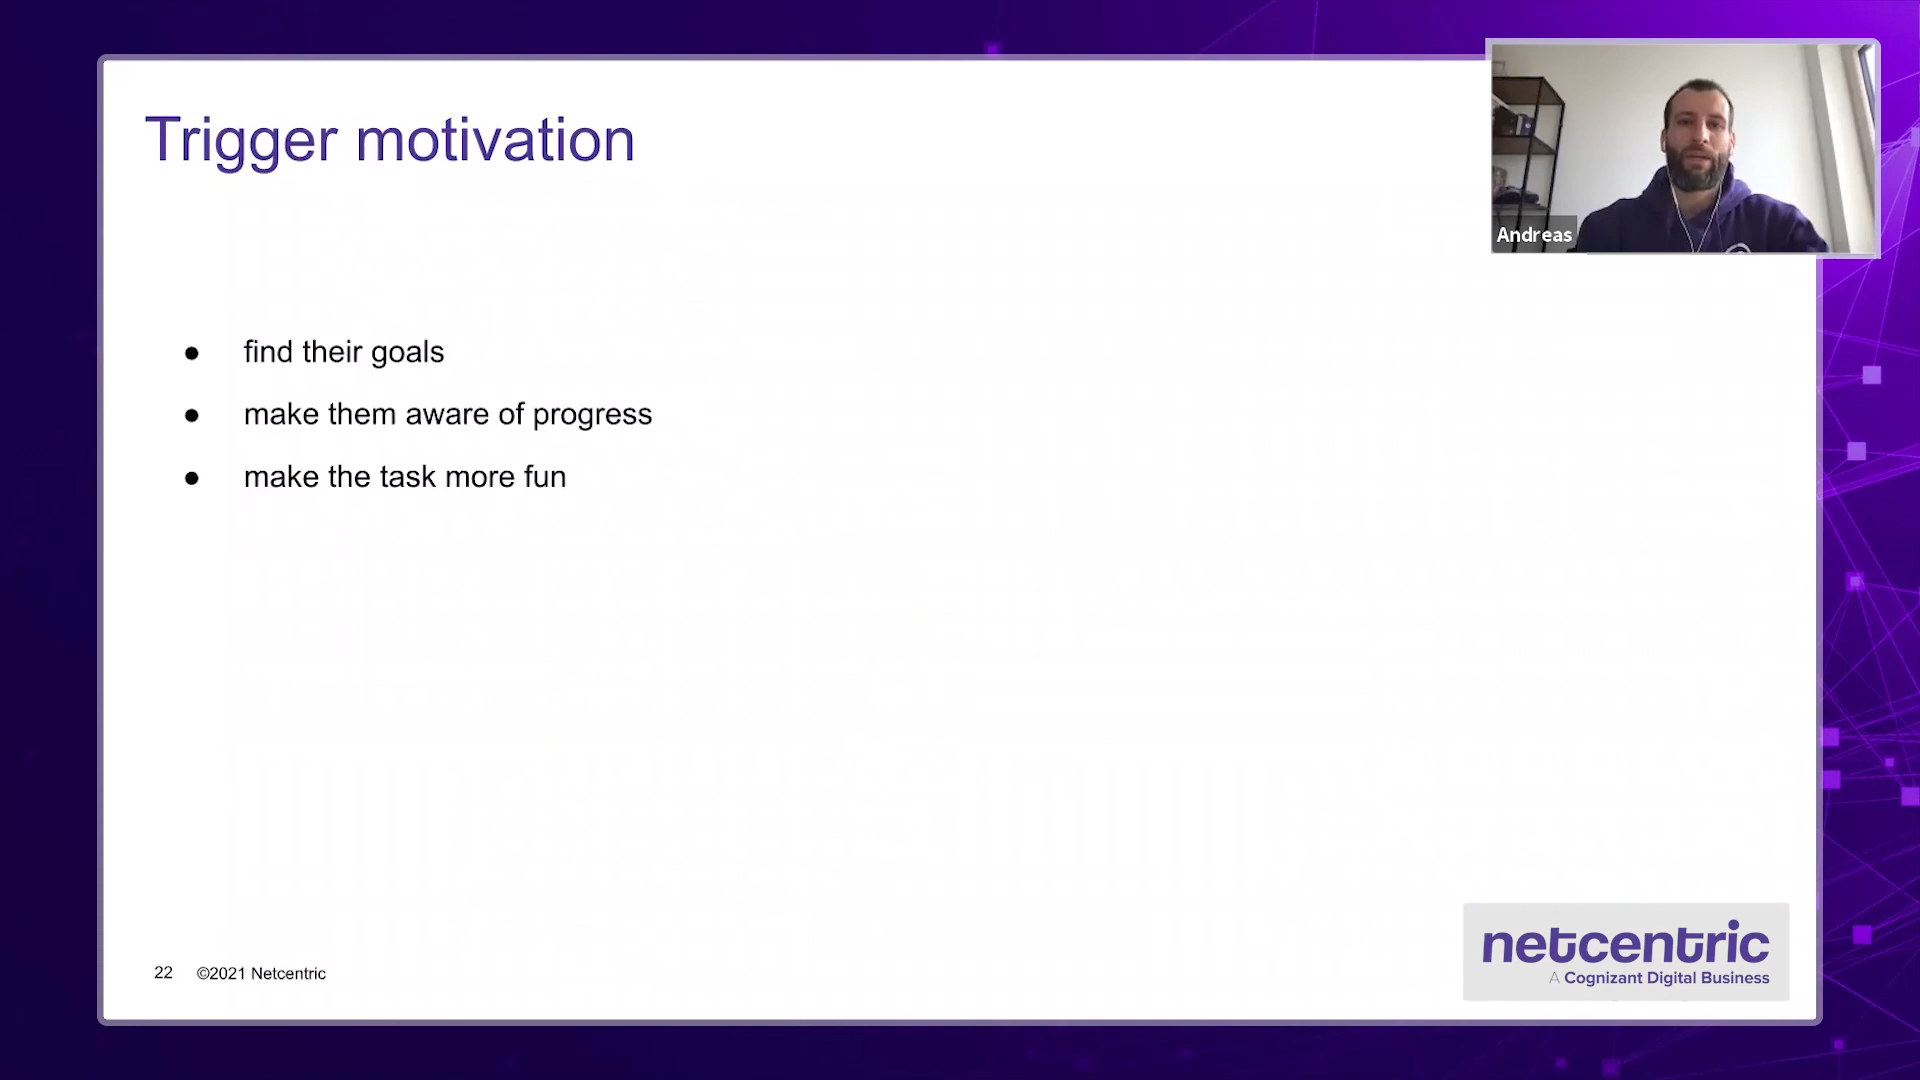 Trigger motivation
Andreas
● find their goals
● make them aware of progress
● make the task more fun
22 ©2021 Netcentric
netcentric
A Cognizant Digital Business